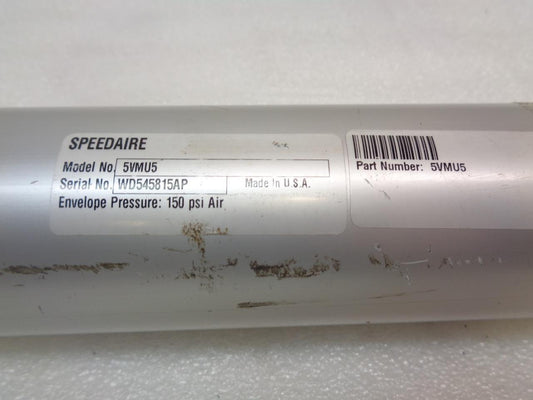 SPEEDAIRE
Model No. 5VMU5
Serial No. WD545815AP Made In U.S.A.
Envelope Pressure: 150 psi Air
Part Number: 5VMU5